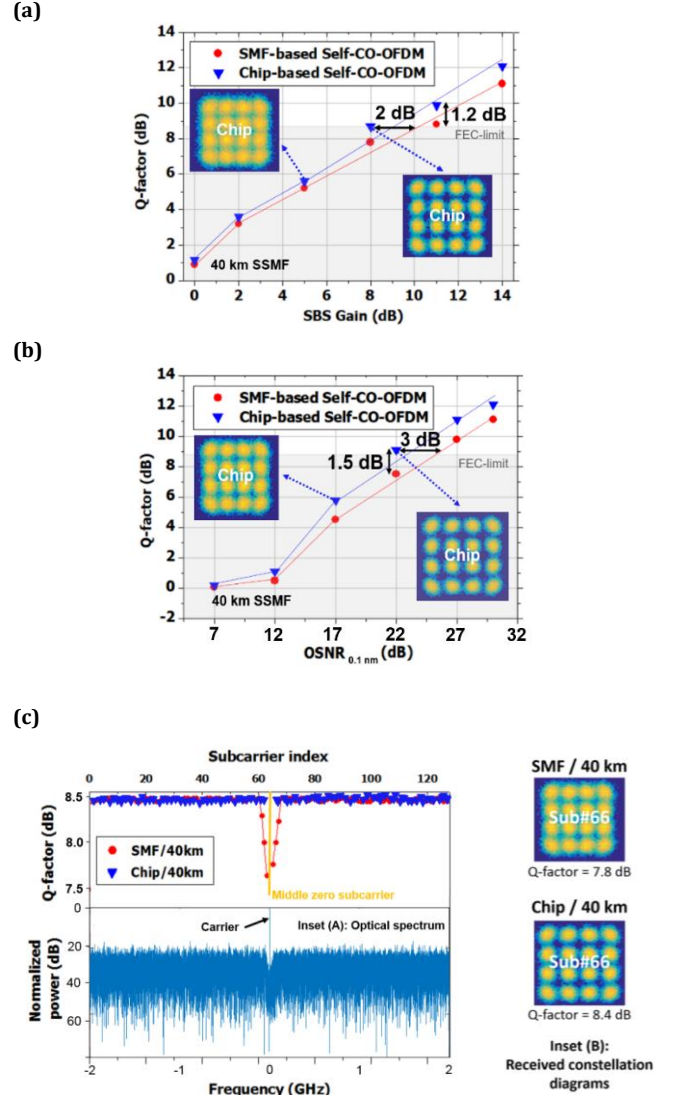 (a)
14
12
10
8
6
4
2
0
Q-factor (dB)
SMF-based Self-CO-OFDM
Chip-based Self-CO-OFDM
Chip
2 dB
1.2 dB
FEC-limit
Chip
40 km SSMF
0 2 4 6 8 10 12 14
SBS Gain (dB)
(b)
14
12
10
8
6
4
2
0
-2
Q-factor (dB)
SMF-based Self-CO-OFDM
Chip-based Self-CO-OFDM
Chip
3 dB
1.5 dB
FEC-limit
Chip
40 km SSMF
7 12 17 22 27 32
OSNR 0.1 nm (dB)
(c)
Subcarrier index
0 20 40 60 80 100 120
8.5
8.0
7.5
Q-factor (dB)
SMF/40km
Chip/40km
Middle zero subcarrier
0
20
40
60
Normalized
power (dB)
Carrier
Inset (A): Optical spectrum
-2 -1 0 1 2
Frequency (GHz)
SMF / 40 km
Sub#66
Q-factor = 7.8 dB
Chip / 40 km
Sub#66
Q-factor = 8.4 dB
Inset (B):
Received constellation
diagrams